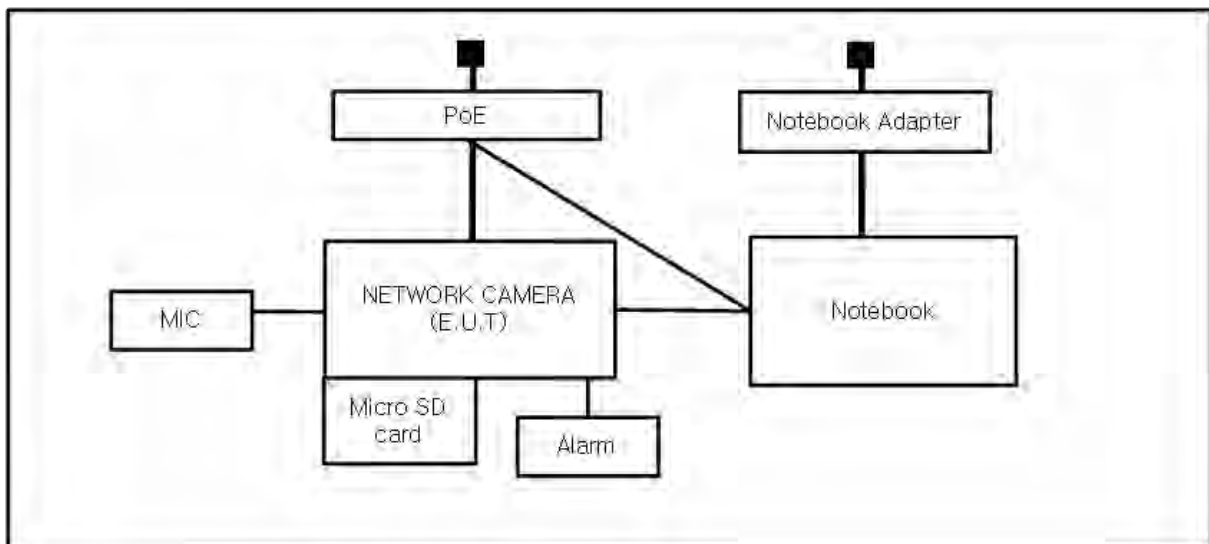 PoE
Notebook Adapter
NETWORK CAMERA
(E.U.T)
Notebook
MIC
Micro SD
card
Alarm